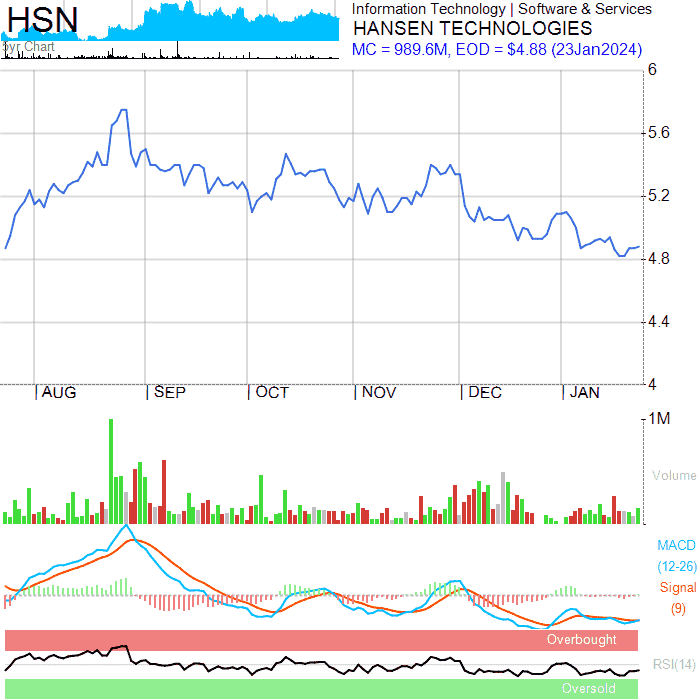 HSN
5yr Chart
Information Technology | Software & Services
HANSEN TECHNOLOGIES
MC = 989.6M, EOD = $4.88 (23Jan2024)
6
5.6
5.2
4.8
4.4
4
AUG SEP OCT NOV DEC JAN
1M
Volume
MACD
(12-26)
Signal
(9)
Overbought
RSI(14)
Oversold